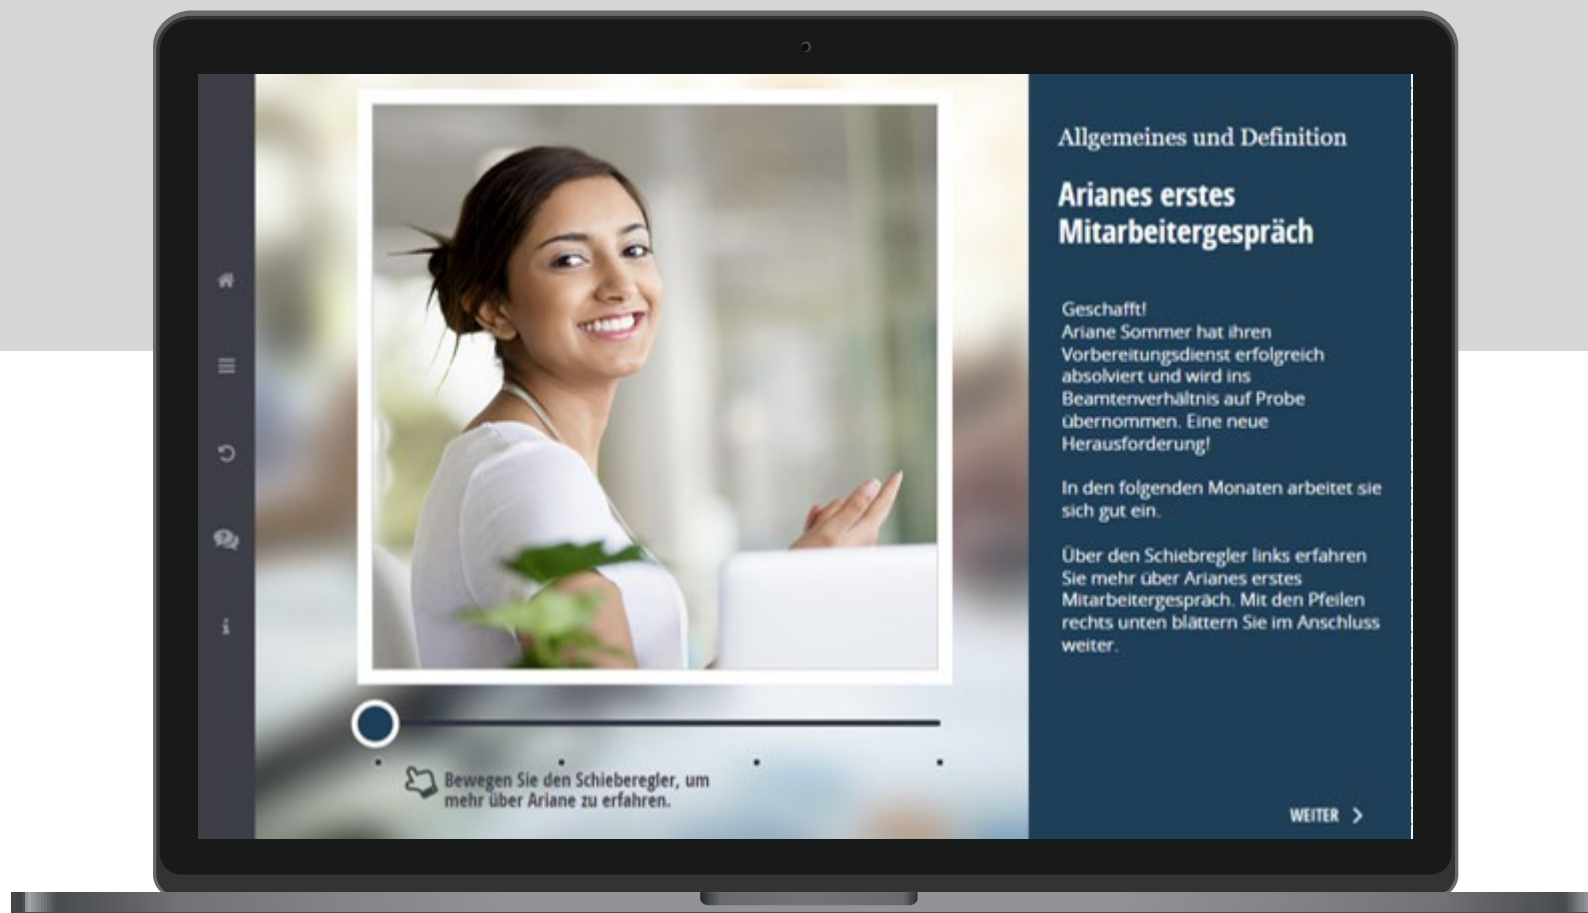 Allgemeines und Definition
Arianes erstes
Mitarbeitergespräch
Geschafft!
Ariane Sommer hat ihren
Vorbereitungsdienst erfolgreich
absolviert und wird ins
Beamtenverhältnis auf Probe
übernommen. Eine neue
Herausforderung!
In den folgenden Monaten arbeitet sie
sich gut ein.
Über den Schiebregler links erfahren
Sie mehr über Arianes erstes
Mitarbeitergespräch. Mit den Pfeilen
rechts unten blättern Sie im Anschluss
weiter.
Bewegen Sie den Schieberegler, um
mehr über Ariane zu erfahren.
WEITER